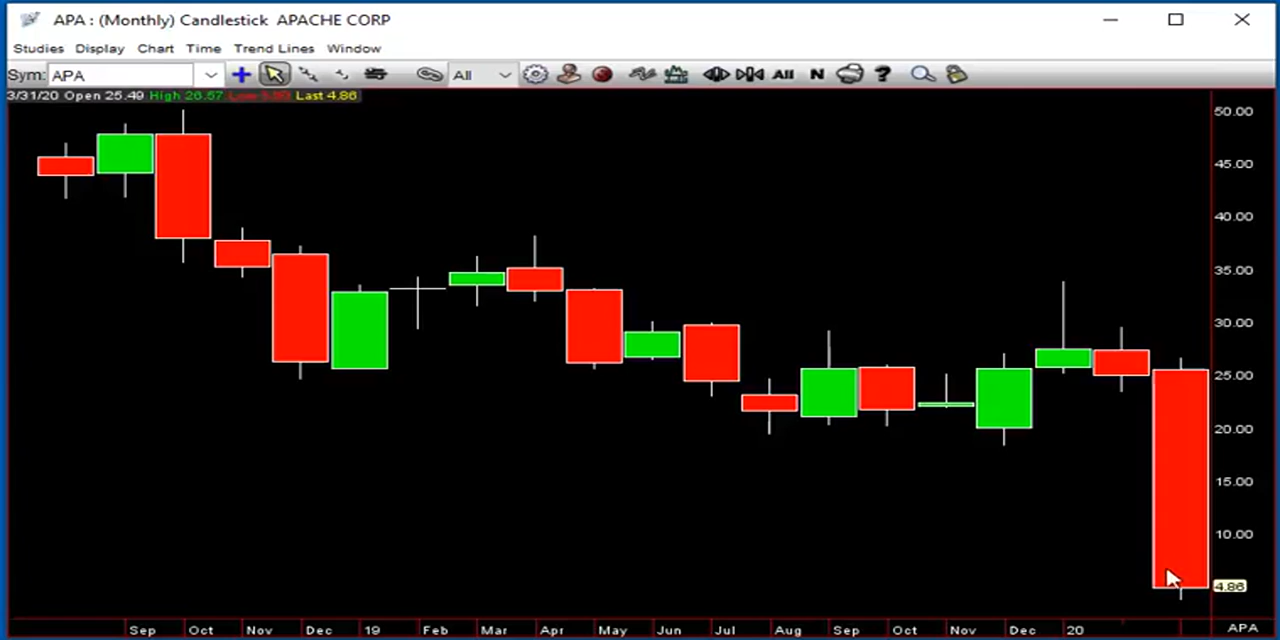 APA : (Monthly) Candlestick APACHE CORP
Studies Display Chart Time Trend Lines Window
Sym: APA All All N ?
3/31/20 Open 25.49 High 26.57 Low Last 4.86
50.00
45.00
40.00
35.00
30.00
25.00
20.00
15.00
10.00
4.86
Sep Oct Nov Dec 19 Feb Mar Apr May Jun Jul Aug Sep Oct Nov Dec 20 APA